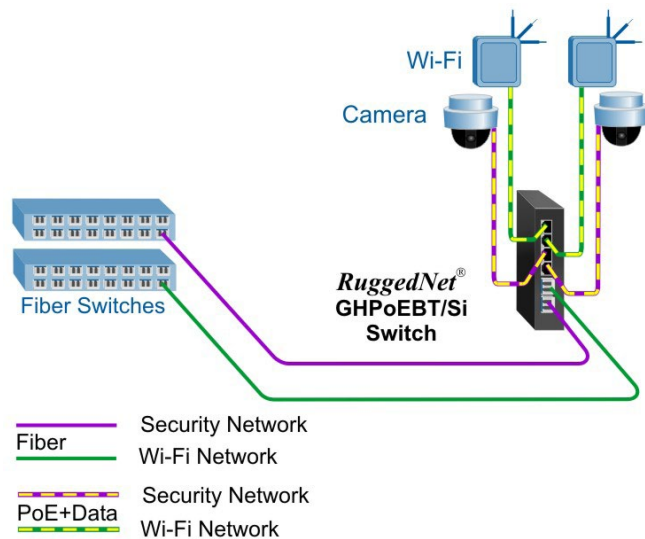 Wi-Fi
Camera
RuggedNet®
GHPoEBT/Si
Switch
Fiber Switches
Fiber
Security Network
Wi-Fi Network
PoE+Data
Security Network
Wi-Fi Network